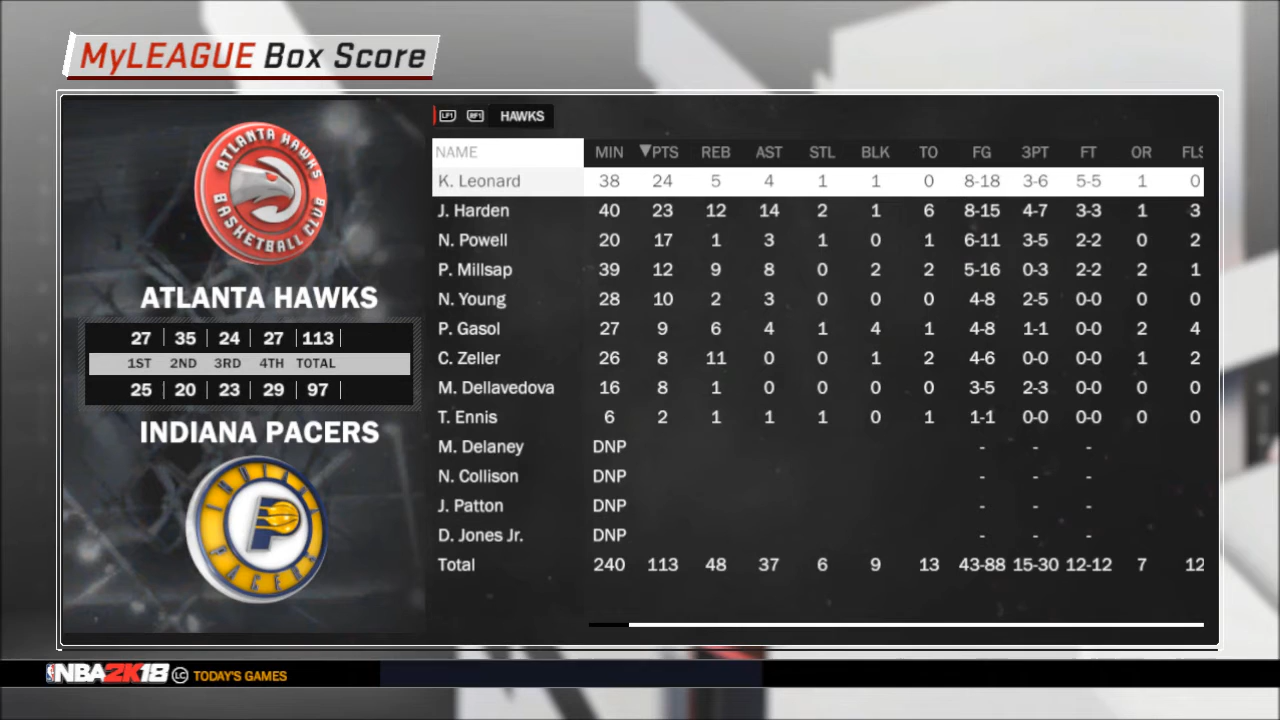 MyLEAGUE Box Score
ATLANTA HAWKS
BASKETBALL CLUB
ATLANTA HAWKS
27 35 24 27 113
1ST 2ND 3RD 4TH TOTAL
25 20 23 29 97
INDIANA PACERS
INDIANA
PACERS
HAWKS
NAME MIN ▼PTS REB AST STL BLK TO FG 3PT FT OR FLS
K. Leonard 38 24 5 4 1 1 0 8-18 3-6 5-5 1 0
J. Harden 40 23 12 14 2 1 6 8-15 4-7 3-3 1 3
N. Powell 20 17 1 3 1 0 1 6-11 3-5 2-2 0 2
P. Millsap 39 12 9 8 0 2 2 5-16 0-3 2-2 2 1
N. Young 28 10 2 3 0 0 0 4-8 2-5 0-0 0 0
P. Gasol 27 9 6 4 1 4 1 4-8 1-1 0-0 2 4
C. Zeller 26 8 11 0 0 1 2 4-6 0-0 0-0 1 2
M. Dellavedova 16 8 1 0 0 0 0 3-5 2-3 0-0 0 0
T. Ennis 6 2 1 1 1 0 1 1-1 0-0 0-0 0 0
M. Delaney DNP - - -
N. Collison DNP - - -
J. Patton DNP - - -
D. Jones Jr. DNP - - -
Total 240 113 48 37 6 9 13 43-88 15-30 12-12 7 12
NBA2K18 LC TODAY'S GAMES